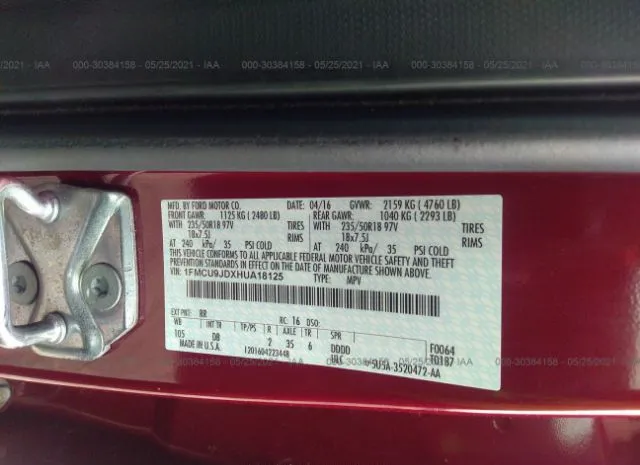 000-30384158 - 05/25/2021 - IAA
MFD. BY FORD MOTOR CO. DATE: 04/16 GVWR: 2159 KG ( 4760 LB)
FRONT GAWR: 1125 KG ( 2480 LB) REAR GAWR: 1040 KG ( 2293 LB)
235/50R18 97V TIRES 235/50R18 97V TIRES
18x7.5J 18x7.5J
AT 240 kPa/ 35 PSI COLD AT 240 kPa/ 35 PSI COLD
THIS VEHICLE CONFORMS TO ALL APPLICABLE FEDERAL MOTOR VEHICLE SAFETY
AND THEFT PREVENTION STANDARDS IN EFFECT ON THE DATE OF MANUFACTURE SHOWN ABOVE.
VIN: 1FMCU9JDXHUA18125 TYPE: MPV
EXT PNT: RR RC: 16 DSO:
WB INT TR TP/PS R AXLE TR SPR F0064
105 DB 2 35 6 DDDD T0187
MADE IN U.S.A. 1201604223448 UTC 5U5A-3520472-AA